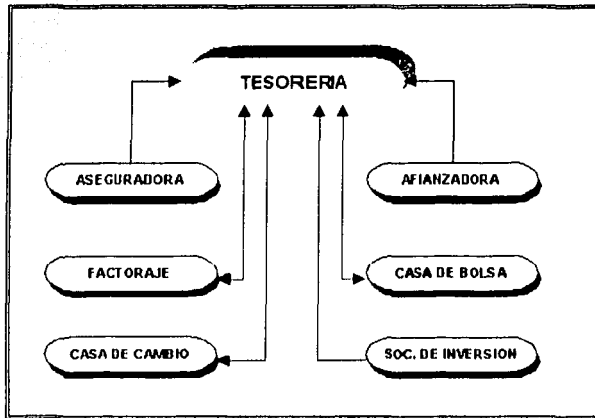 TESORERIA
ASEGURADORA
AFIANZADORA
FACTORAJE
CASA DE BOLSA
CASA DE CAMBIO
SOC. DE INVERSION